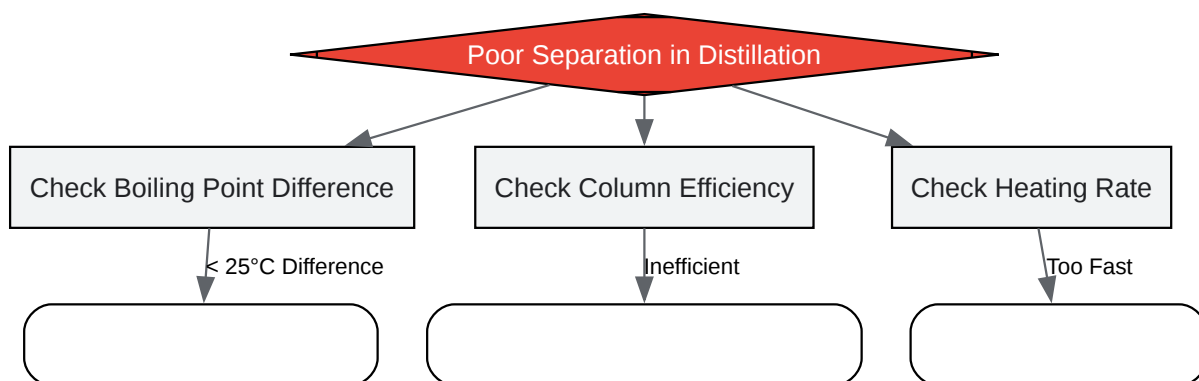 Poor Separation in Distillation
Check Boiling Point Difference
Check Column Efficiency
Check Heating Rate
< 25°C Difference
Inefficient
Too Fast